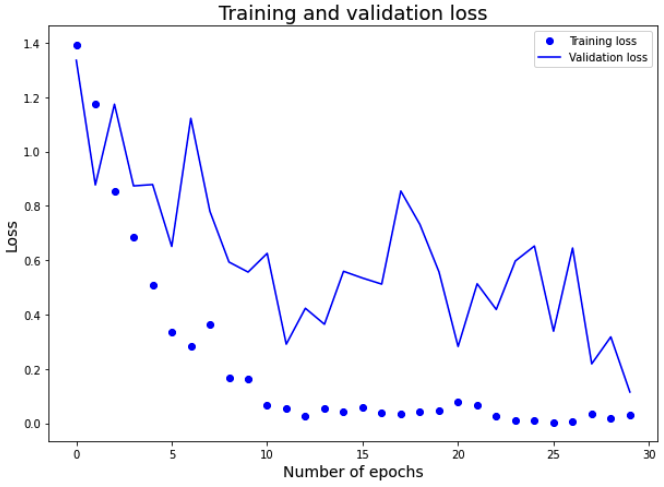 Training and validation loss
Training loss
Validation loss
Loss
1.4
1.2
1.0
0.8
0.6
0.4
0.2
0.0
0 5 10 15 20 25 30
Number of epochs